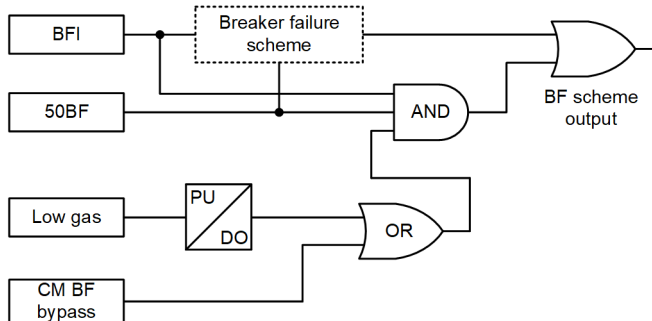 BFI
Breaker failure
scheme
50BF
AND
BF scheme
output
Low gas
PU
DO
OR
CM BF
bypass